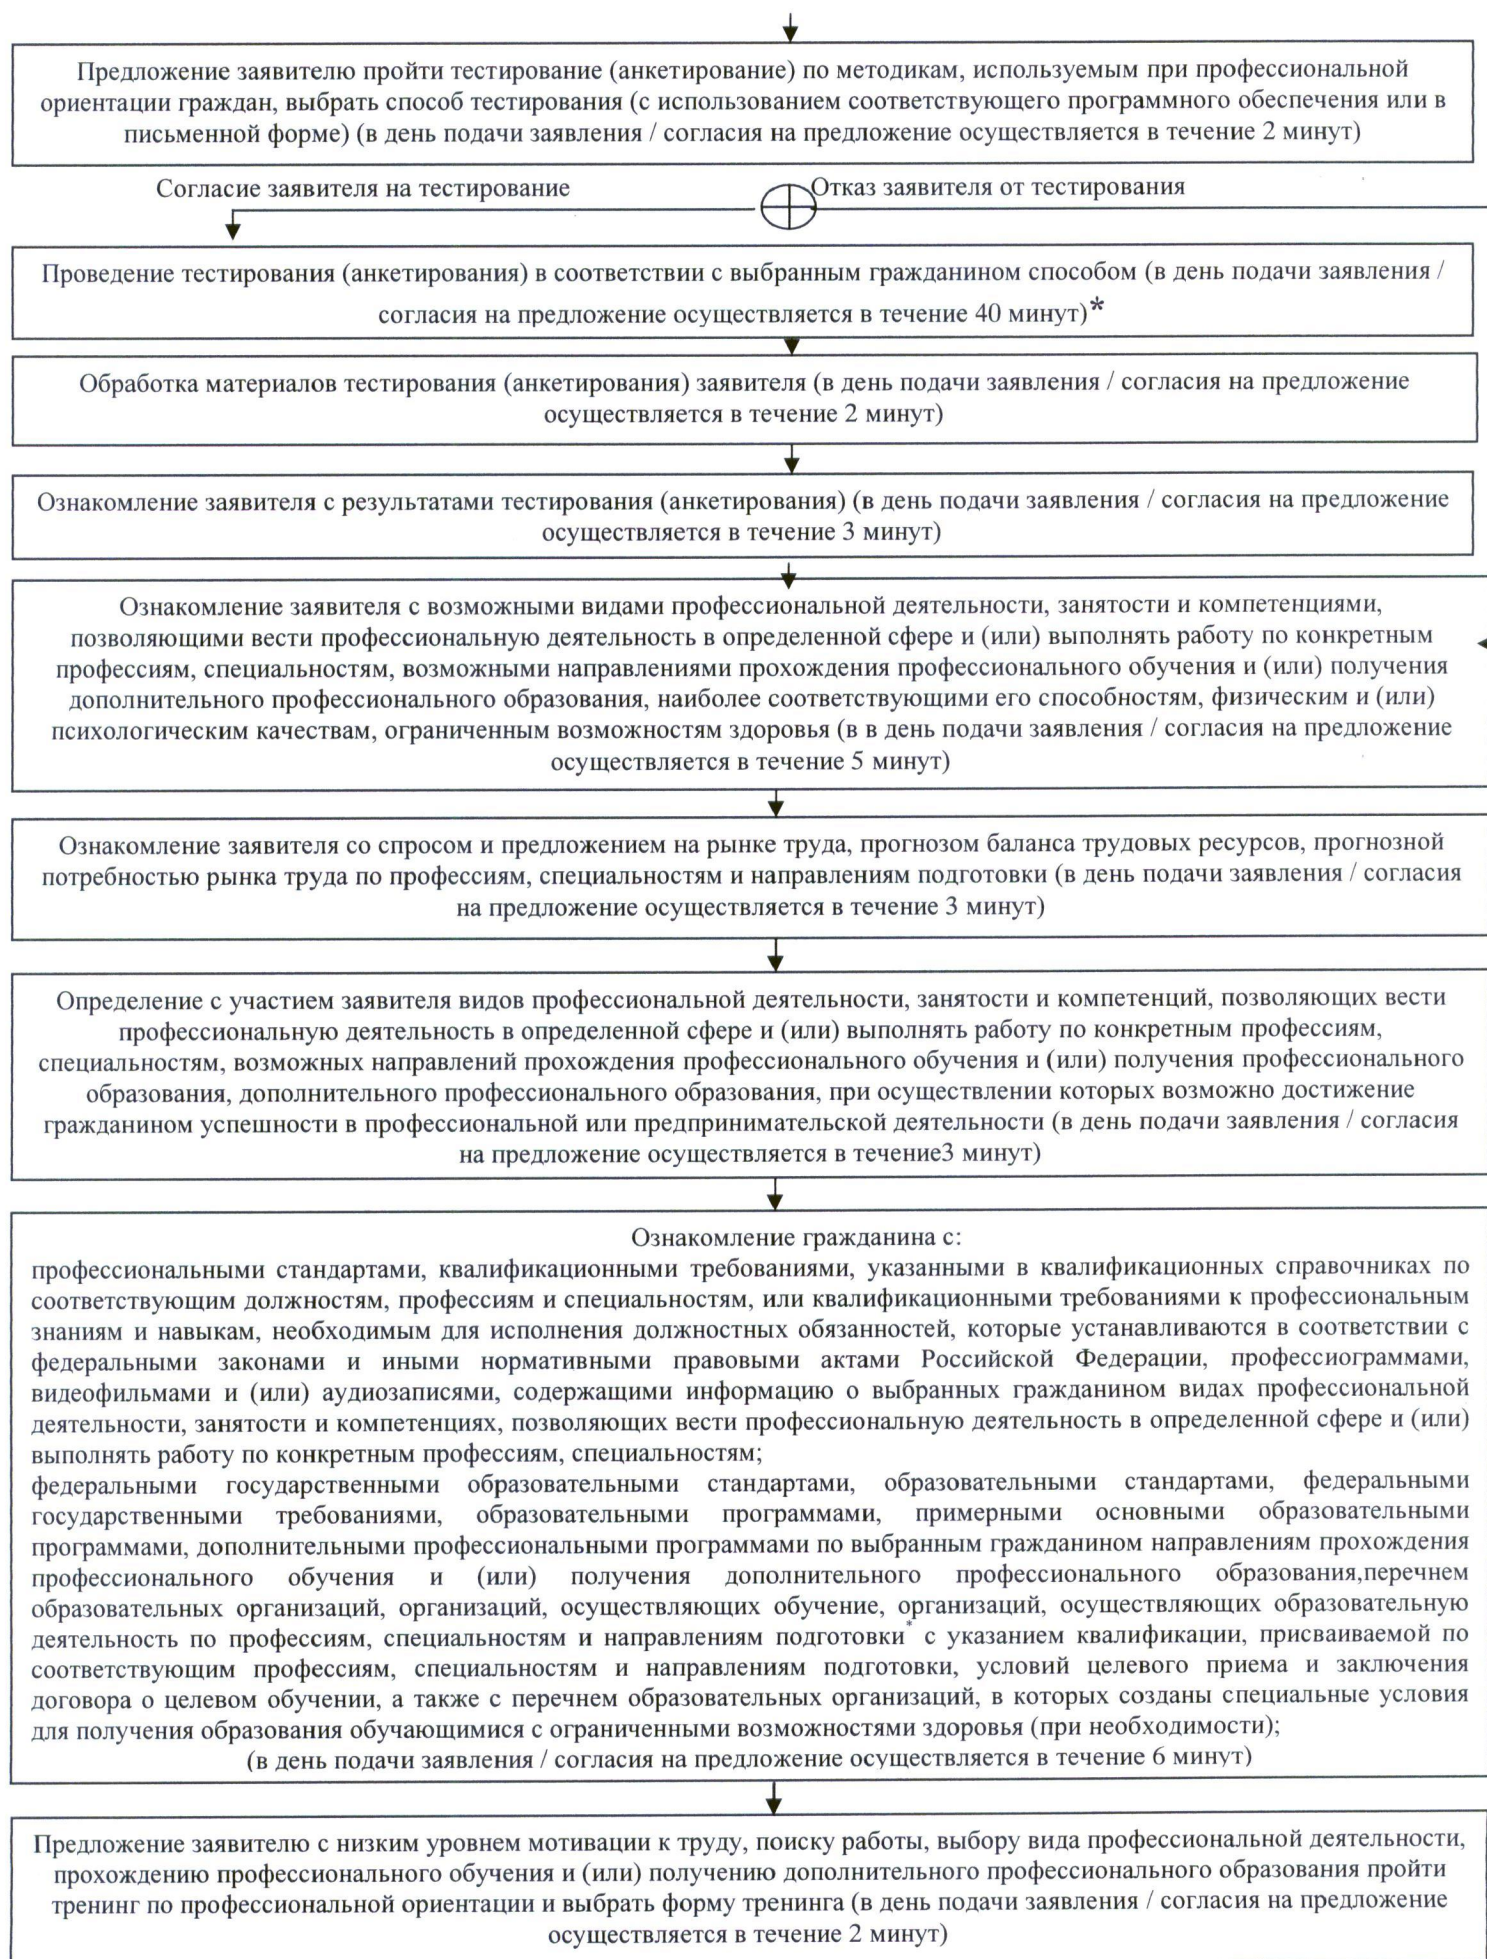 Предложение заявителю пройти тестирование (анкетирование) по методикам, используемым при профессиональной
ориентации граждан, выбрать способ тестирования (с использованием соответствующего программного обеспечения или в
письменной форме) (в день подачи заявления / согласия на предложение осуществляется в течение 2 минут)
Согласие заявителя на тестирование
Отказ заявителя от тестирования
Проведение тестирования (анкетирования) в соответствии с выбранным гражданином способом (в день подачи заявления /
согласия на предложение осуществляется в течение 40 минут)*
Обработка материалов тестирования (анкетирования) заявителя (в день подачи заявления / согласия на предложение
осуществляется в течение 2 минут)
Ознакомление заявителя с результатами тестирования (анкетирования) (в день подачи заявления / согласия на предложение
осуществляется в течение 3 минут)
Ознакомление заявителя с возможными видами профессиональной деятельности, занятости и компетенциями,
позволяющими вести профессиональную деятельность в определенной сфере и (или) выполнять работу по конкретным
профессиям, специальностям, возможными направлениями прохождения профессионального обучения и (или) получения
дополнительного профессионального образования, наиболее соответствующими его способностям, физическим и (или)
психологическим качествам, ограниченным возможностям здоровья (в в день подачи заявления / согласия на предложение
осуществляется в течение 5 минут)
Ознакомление заявителя со спросом и предложением на рынке труда, прогнозом баланса трудовых ресурсов, прогнозной
потребностью рынка труда по профессиям, специальностям и направлениям подготовки (в день подачи заявления / согласия
на предложение осуществляется в течение 3 минут)
Определение с участием заявителя видов профессиональной деятельности, занятости и компетенций, позволяющих вести
профессиональную деятельность в определенной сфере и (или) выполнять работу по конкретным профессиям,
специальностям, возможных направлений прохождения профессионального обучения и (или) получения профессионального
образования, дополнительного профессионального образования, при осуществлении которых возможно достижение
гражданином успешности в профессиональной или предпринимательской деятельности (в день подачи заявления / согласия
на предложение осуществляется в течение3 минут)
Ознакомление гражданина с:
профессиональными стандартами, квалификационными требованиями, указанными в квалификационных справочниках по
соответствующим должностям, профессиям и специальностям, или квалификационными требованиями к профессиональным
знаниям и навыкам, необходимым для исполнения должностных обязанностей, которые устанавливаются в соответствии с
федеральными законами и иными нормативными правовыми актами Российской Федерации, профессиограммами,
видеофильмами и (или) аудиозаписями, содержащими информацию о выбранных гражданином видах профессиональной
деятельности, занятости и компетенциях, позволяющих вести профессиональную деятельность в определенной сфере и (или)
выполнять работу по конкретным профессиям, специальностям;
федеральными государственными образовательными стандартами, образовательными стандартами, федеральными
государственными требованиями, образовательными программами, примерными основными образовательными
программами, дополнительными профессиональными программами по выбранным гражданином направлениям прохождения
профессионального обучения и (или) получения дополнительного профессионального образования,перечнем
образовательных организаций, организаций, осуществляющих обучение, организаций, осуществляющих образовательную
деятельность по профессиям, специальностям и направлениям подготовки* с указанием квалификации, присваиваемой по
соответствующим профессиям, специальностям и направлениям подготовки, условий целевого приема и заключения
договора о целевом обучении, а также с перечнем образовательных организаций, в которых созданы специальные условия
для получения образования обучающимися с ограниченными возможностями здоровья (при необходимости);
(в день подачи заявления / согласия на предложение осуществляется в течение 6 минут)
Предложение заявителю с низким уровнем мотивации к труду, поиску работы, выбору вида профессиональной деятельности,
прохождению профессионального обучения и (или) получению дополнительного профессионального образования пройти
тренинг по профессиональной ориентации и выбрать форму тренинга (в день подачи заявления / согласия на предложение
осуществляется в течение 2 минут)